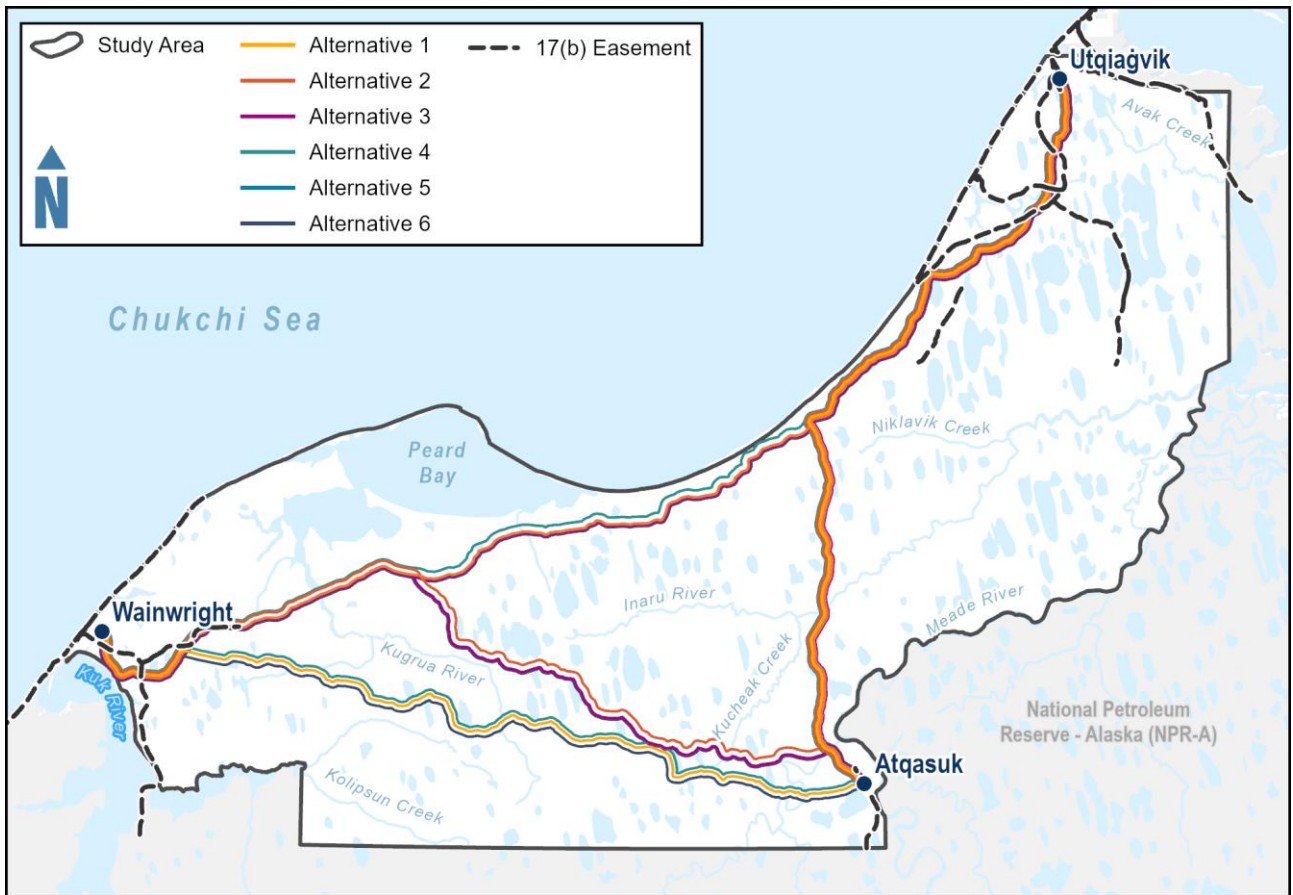 Study Area
Alternative 1
Alternative 2
Alternative 3
Alternative 4
Alternative 5
Alternative 6
17(b) Easement
N
Utqiaġvik
Avak Creek
Chukchi Sea
Niklavik Creek
Peard
Bay
Inaru River
Meade River
Wainwright
Kugrua River
Kucheak Creek
Kuk River
National Petroleum
Reserve - Alaska (NPR-A)
Atqasuk
Kolipsun Creek